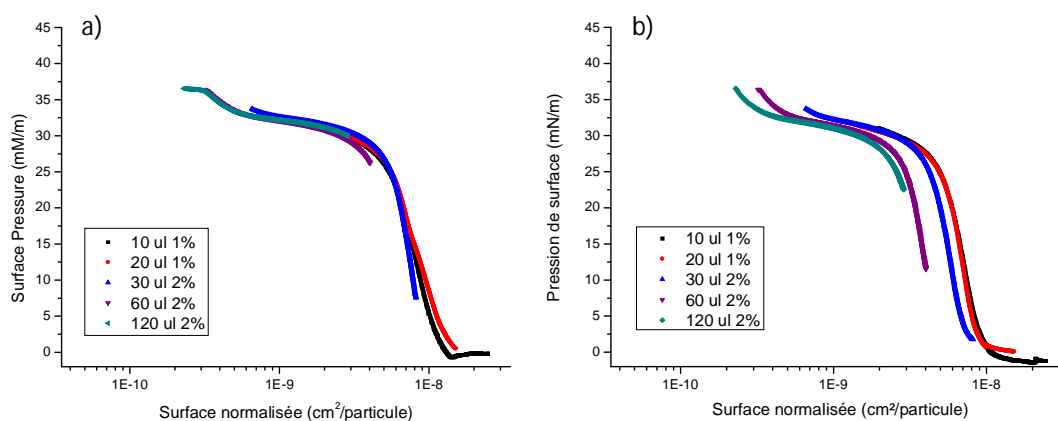 a)
Surface Pressure (mM/m)
45
40
35
30
25
20
15
10
5
0
10 ul 1%
20 ul 1%
30 ul 2%
60 ul 2%
120 ul 2%
1E-10
1E-9
1E-8
Surface normalisée (cm²/particule)
b)
Pression de surface (mN/m)
45
40
35
30
25
20
15
10
5
0
10 ul 1%
20 ul 1%
30 ul 2%
60 ul 2%
120 ul 2%
1E-10
1E-9
1E-8
Surface normalisée (cm²/particule)